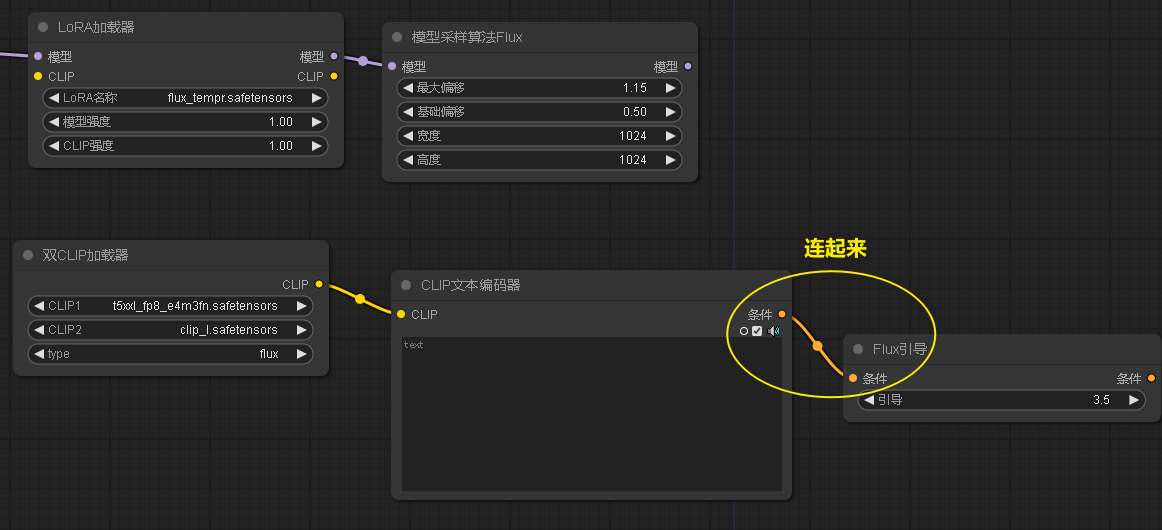 LoRA加载器
模型 模型
CLIP CLIP
LoRA名称 flux_tempr.safetensors
模型强度 1.00
CLIP强度 1.00
模型采样算法Flux
模型 模型
最大偏移 1.15
基础偏移 0.50
宽度 1024
高度 1024
双CLIP加载器
CLIP
CLIP1 t5xxl_fp8_e4m3fn.safetensors
CLIP2 clip_l.safetensors
type flux
连起来
CLIP文本编码器
CLIP 条件
text
Flux引导
条件 条件
引导 3.5